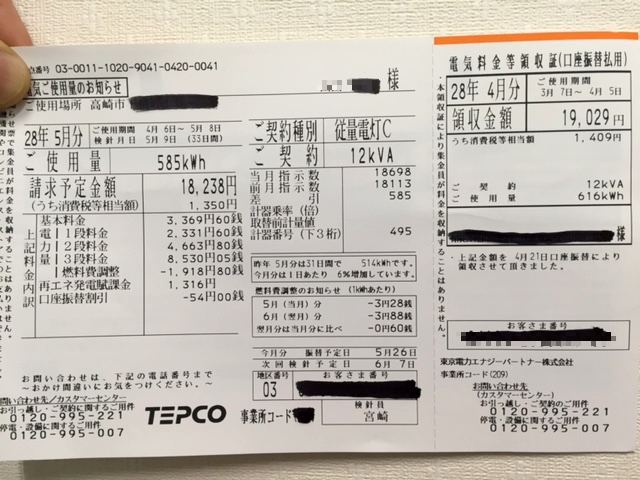 点番号 03-0011-1020-9041-0420-0041
電気ご使用量のお知らせ
様
ご使用場所 高崎市
28年 5月分
ご使用期間 4月 6日～ 5月 8日
検針月日 5月 9日 (33日間)
ご使用量 585kWh
請求予定金額 18,238円
(うち消費税等相当額) 1,350円
上記料金内訳
基本料金 3,369円60銭
電力量
1段料金 2,331円60銭
2段料金 4,663円80銭
3段料金 8,530円05銭
燃料費調整 -1,918円80銭
再エネ発電賦課金 1,316円
口座振替割引 -54円00銭
ご契約種別 従量電灯C
ご契約 12kVA
当月指示数 18698
前月指示数 18113
差引 585
計器乗率(倍)
取替前計量値
計器番号(下3桁) 495
昨年 5月分は31日間で 514kWhです。
今月分は1日あたり 6%増加しています。
燃料費調整のお知らせ (1kWhあたり)
5月(当月)分 -3円28銭
6月(翌月)分 -3円88銭
翌月分は当月分に比べ -0円60銭
今月分 振替予定日 5月26日
次回検針予定日 6月 7日
地区番号 お客さま番号
03
事業所コード
検針員
宮崎
お問い合わせは、下記の電話番号まで
～おかけ間違いにお気をつけください。～
お問い合わせ先/カスタマーセンター
お引っ越し・ご契約に関するご用件
0120-995-221
停電・設備に関するご用件
0120-995-007
TEPCO
電気料金等領収証(口座振替払用)
28年 4月分
ご使用期間
3月 7日～ 4月 5日
領収金額 19,029円
うち消費税等相当額 1,409円
ご契約 12kVA
ご使用量 616kWh
様
・上記金額を 4月21日口座振替により
領収させて頂きました。
お客さま番号
東京電力エナジーパートナー株式会社
事業所コード(209)
お問い合わせ先
(カスタマーセンター)
お引っ越し・ご契約に関するご用件
0120-995-221
停電・設備に関するご用件
0120-995-007
・本領収証により集金員が料金を収納することはありません。